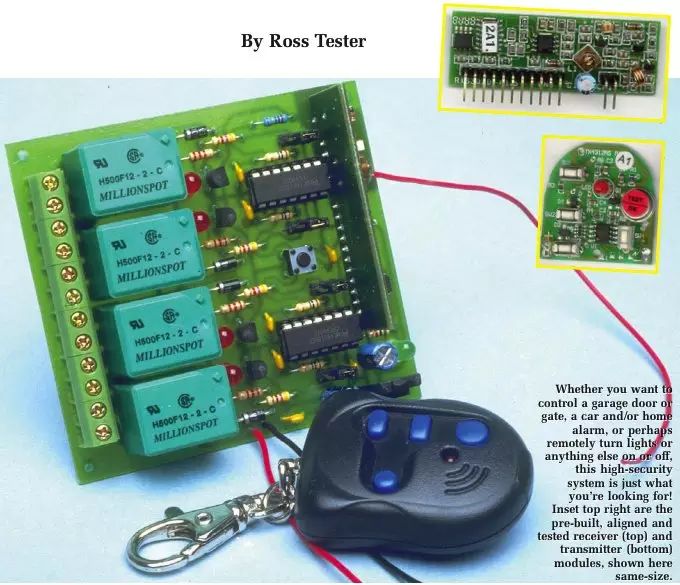 By Ross Tester
2A1.
A1
TEST
H500F12-2-C
MILLIONSPOT
H500F12-2-C
MILLIONSPOT
H500F12-2-C
MILLIONSPOT
H500F12-2-C
MILLIONSPOT
Whether you want to
control a garage door or
gate, a car and/or home
alarm, or perhaps
remotely turn lights or
anything else on or off,
this high-security
system is just what
you're looking for!
Inset top right are the
pre-built, aligned and
tested receiver (top) and
transmitter (bottom)
modules, shown here
same-size.